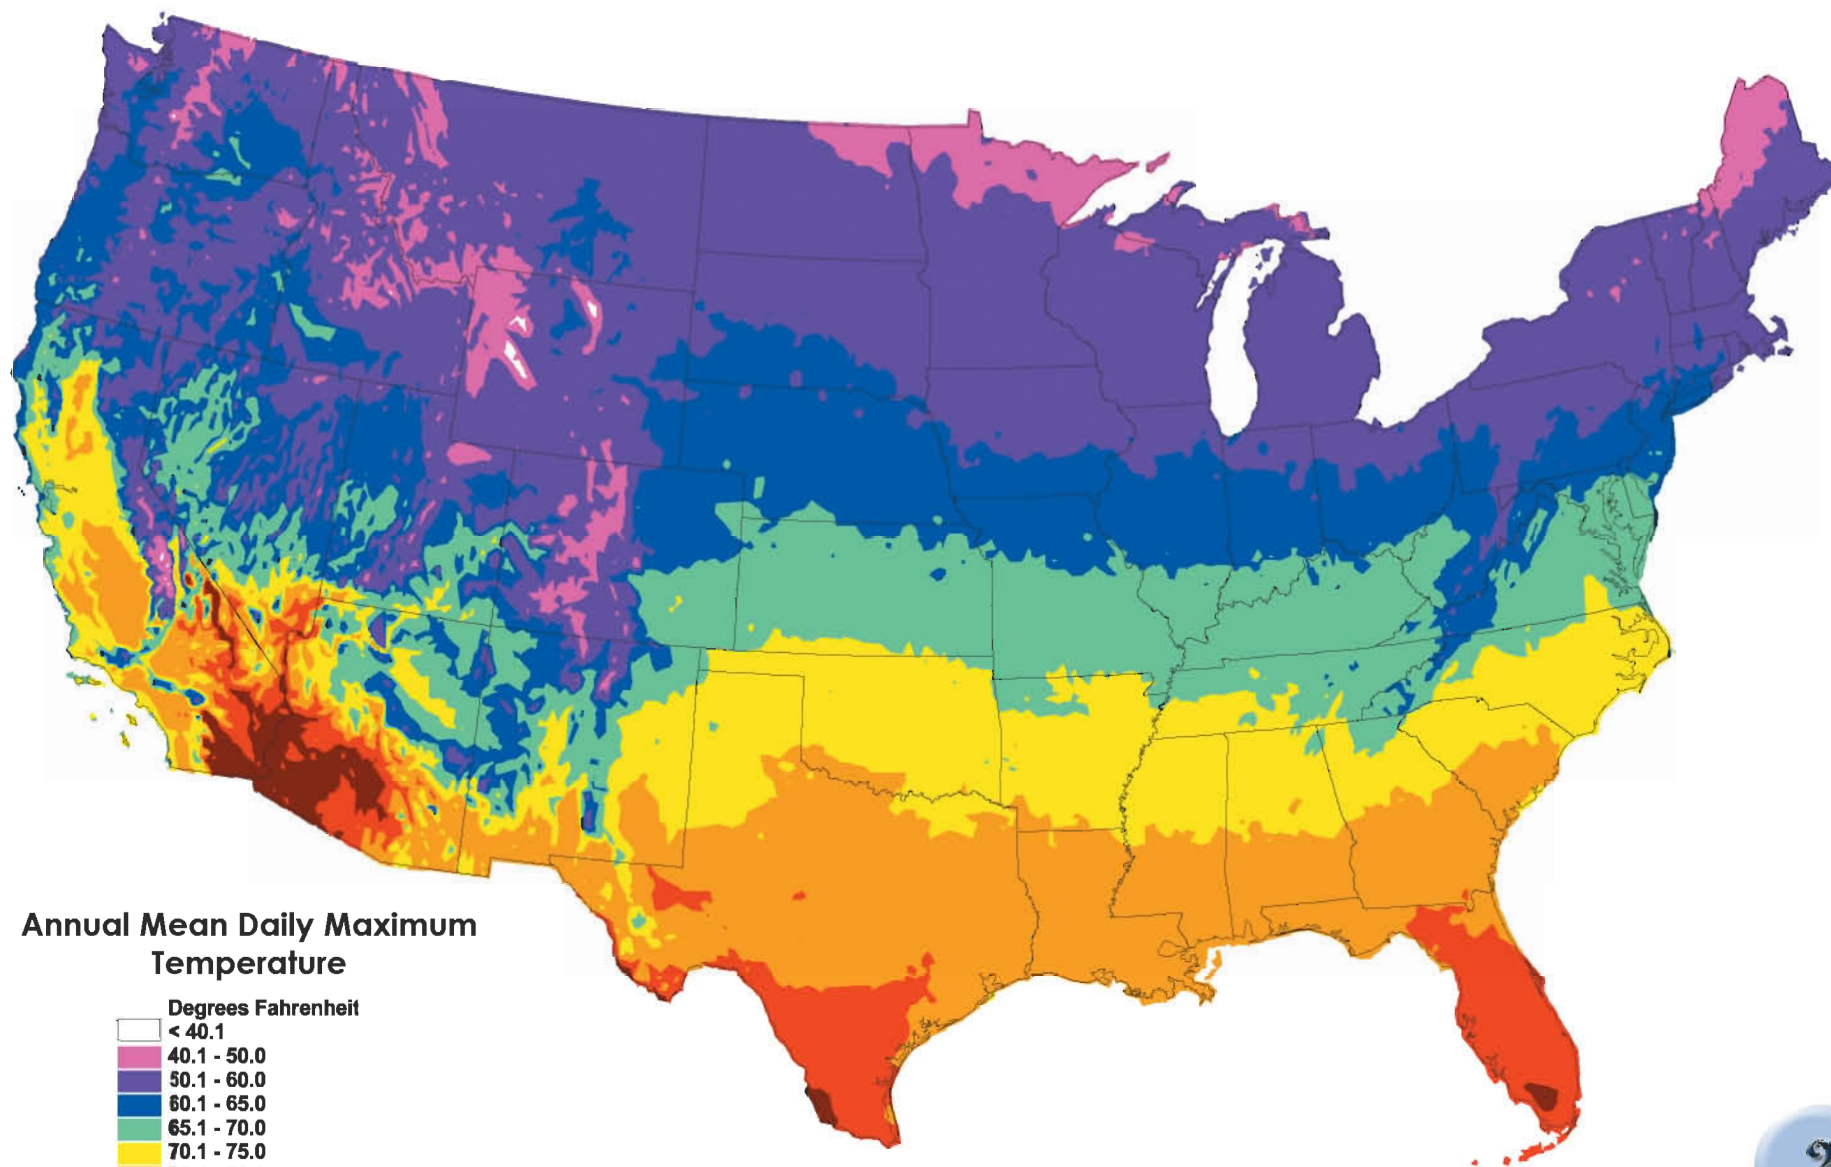 Annual Mean Daily Maximum
Temperature
Degrees Fahrenheit
< 40.1
40.1 - 50.0
50.1 - 60.0
60.1 - 65.0
65.1 - 70.0
70.1 - 75.0